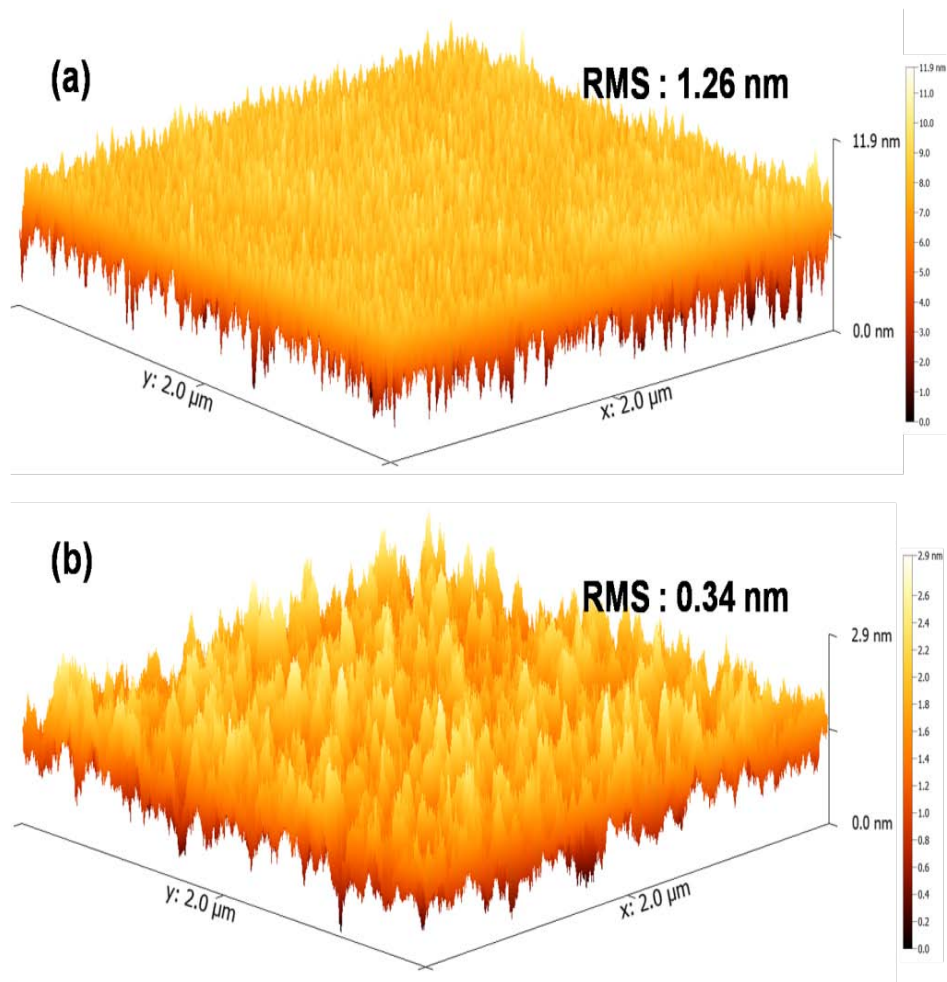 (a)
RMS : 1.26 nm
11.9 nm
0.0 nm
y: 2.0 µm
x: 2.0 µm
11.9 nm
11.0
10.0
9.0
8.0
7.0
6.0
5.0
4.0
3.0
2.0
1.0
0.0
(b)
RMS : 0.34 nm
2.9 nm
0.0 nm
y: 2.0 µm
x: 2.0 µm
2.9 nm
2.6
2.4
2.2
2.0
1.8
1.6
1.4
1.2
1.0
0.8
0.6
0.4
0.2
0.0